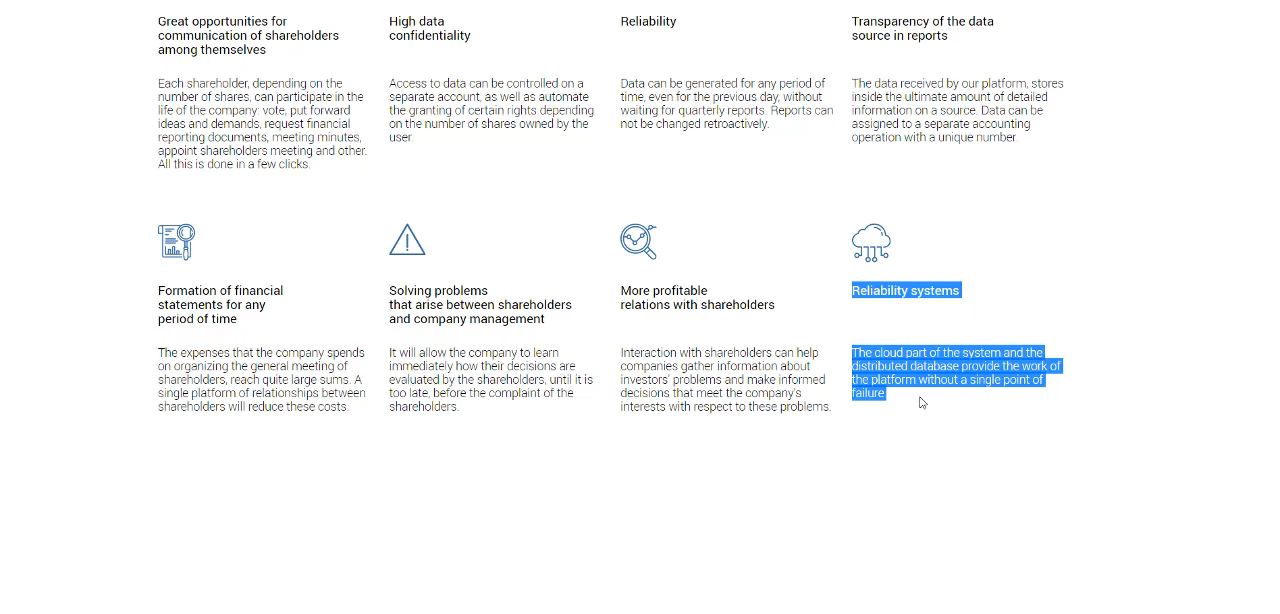 Great opportunities for
communication of shareholders
among themselves
Each shareholder, depending on the
number of shares, can participate in the
life of the company: vote, put forward
ideas and demands, request financial
reporting documents, meeting minutes,
appoint shareholders meeting and other.
All this is done in a few clicks.
High data
confidentiality
Access to data can be controlled on a
separate account, as well as automate
the granting of certain rights depending
on the number of shares owned by the
user.
Reliability
Data can be generated for any period of
time, even for the previous day, without
waiting for quarterly reports. Reports can
not be changed retroactively.
Transparency of the data
source in reports
The data received by our platform, stores
inside the ultimate amount of detailed
information on a source. Data can be
assigned to a separate accounting
operation with a unique number.
Formation of financial
statements for any
period of time
The expenses that the company spends
on organizing the general meeting of
shareholders, reach quite large sums. A
single platform of relationships between
shareholders will reduce these costs.
Solving problems
that arise between shareholders
and company management
It will allow the company to learn
immediately how their decisions are
evaluated by the shareholders, until it is
too late, before the complaint of the
shareholders.
More profitable
relations with shareholders
Interaction with shareholders can help
companies gather information about
investors' problems and make informed
decisions that meet the company's
interests with respect to these problems.
Reliability systems
The cloud part of the system and the
distributed database provide the work of
the platform without a single point of
failure